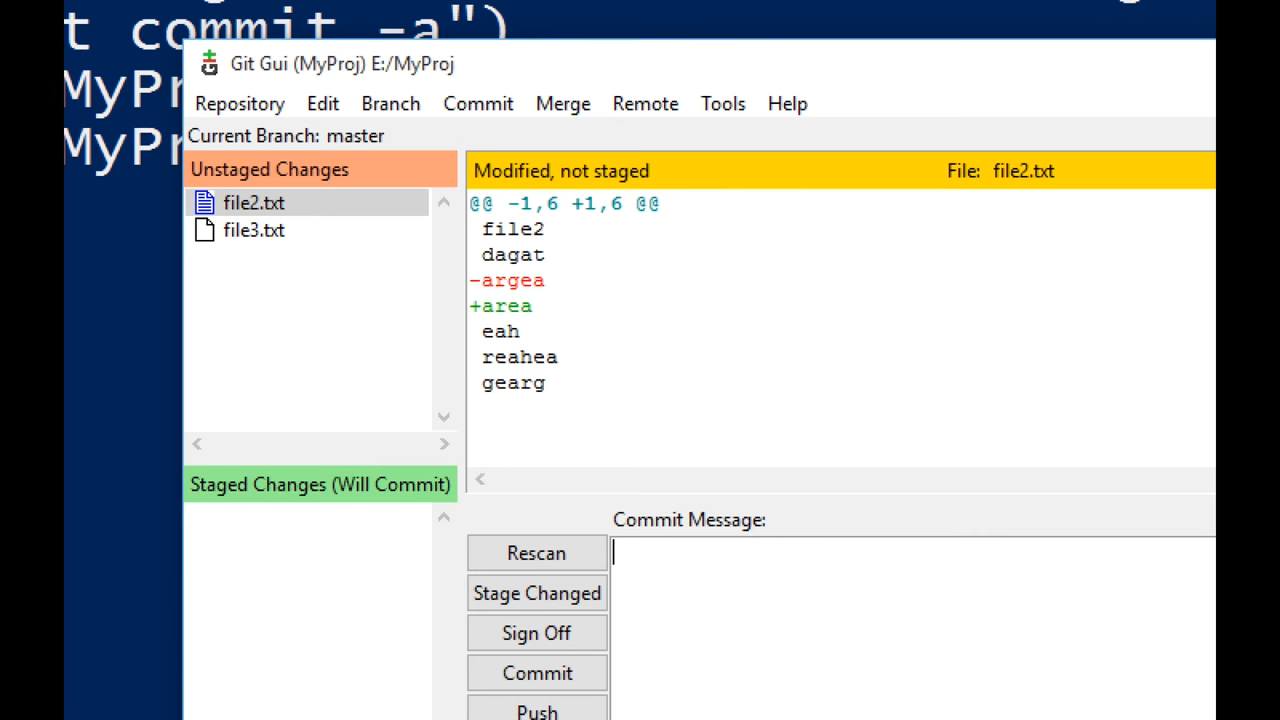 t commit -a")
MyPr
MyPr
Git Gui (MyProj) E:/MyProj
Repository Edit Branch Commit Merge Remote Tools Help
Current Branch: master
Unstaged Changes
file2.txt
file3.txt
Modified, not staged File: file2.txt
@@ -1,6 +1,6 @@
file2
dagat
-argea
+area
eah
reahea
gearg
Staged Changes (Will Commit)
Commit Message:
Rescan
Stage Changed
Sign Off
Commit
Push